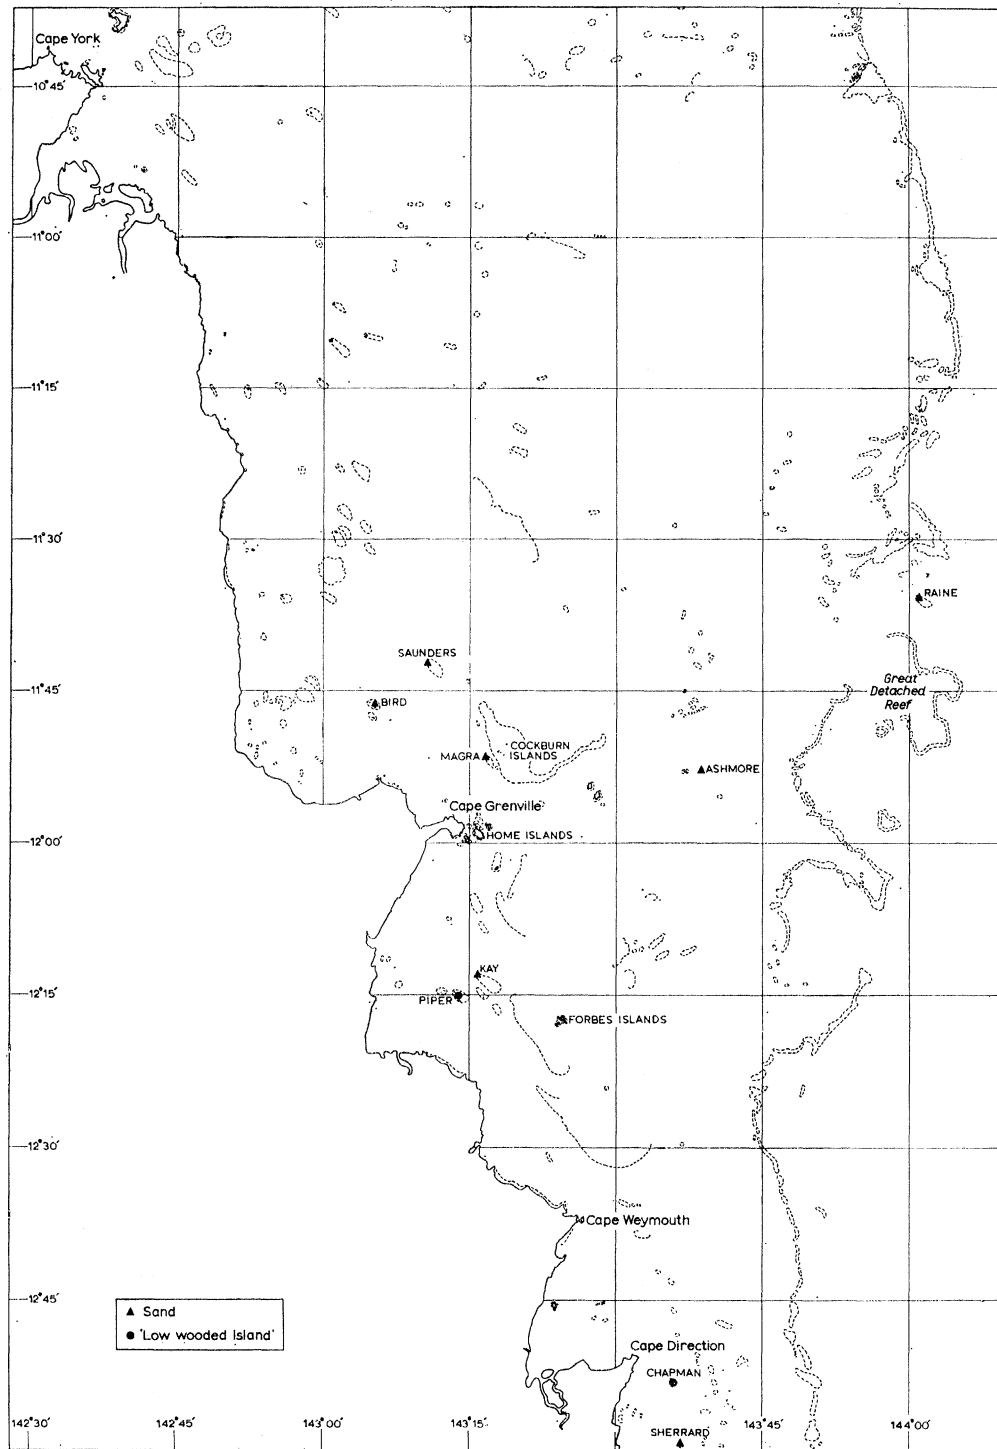 Cape York
10°45'
11°00'
11°15'
11°30'
RAINE
SAUNDERS
11°45'
Great
Detached
Reef
BIRD
COCKBURN
ISLANDS
MAGRA
ASHMORE
Cape Grenville
HOME ISLANDS
12°00'
KAY
12°15'
PIPER
FORBES ISLANDS
12°30'
Cape Weymouth
12°45'
▲ Sand
● 'Low wooded island'
Cape Direction
CHAPMAN
142°30' 142°45' 143°00' 143°15' 143°45' 144°00'
SHERRARD